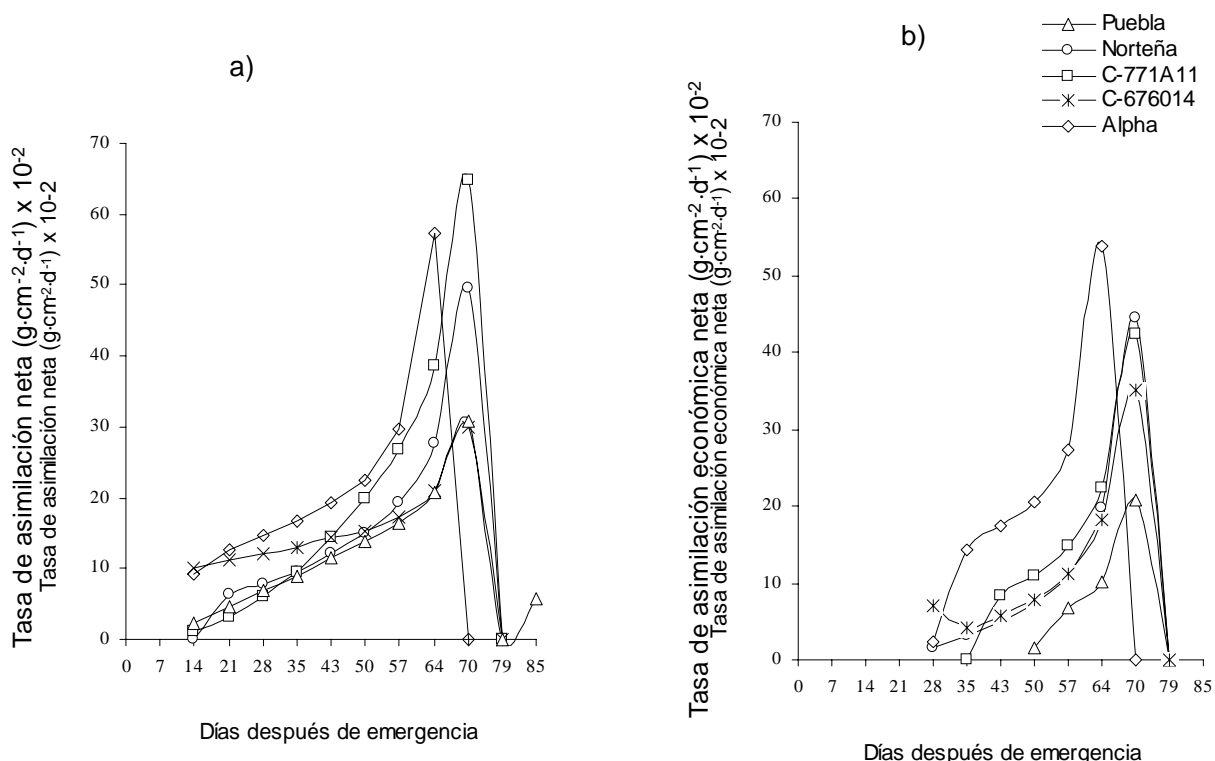 a)
Tasa de asimilación neta (g·cm-2·d-1) x 10-2
Tasa de asimilación neta (g·cm-2·d-1) x 10-2
70
60
50
40
30
20
10
0
0 7 14 21 28 35 43 50 57 64 70 79 85
Días después de emergencia
b)
Puebla
Norteña
C-771A11
C-676014
Alpha
Tasa de asimilación económica neta (g·cm-2·d-1) x 10-2
Tasa de asimilación económica neta (g·cm-2·d-1) x 10-2
70
60
50
40
30
20
10
0
0 7 14 21 28 35 43 50 57 64 70 79 85
Días después de emergencia